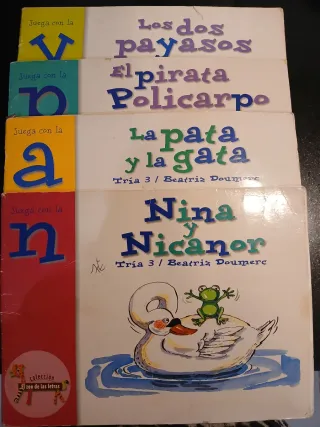 Juega con la
y
Los dos
payasos
Juega con la
p
El pirata
Policarpo
Juega con la
a
La pata
y la gata
Tría 3 / Beatriz Doumerc
Juega con la
n
Nina
y
Nicanor
Tría 3 / Beatriz Doumerc
Colección
El zoo de las letras